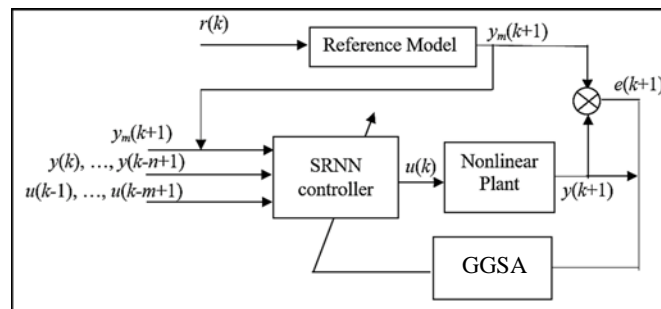 r(k)
Reference Model
yₘ(k+1)
e(k+1)
yₘ(k+1)
y(k), …, y(k-n+1)
u(k-1), …, u(k-m+1)
SRNN
controller
u(k)
Nonlinear
Plant
y(k+1)
GGSA